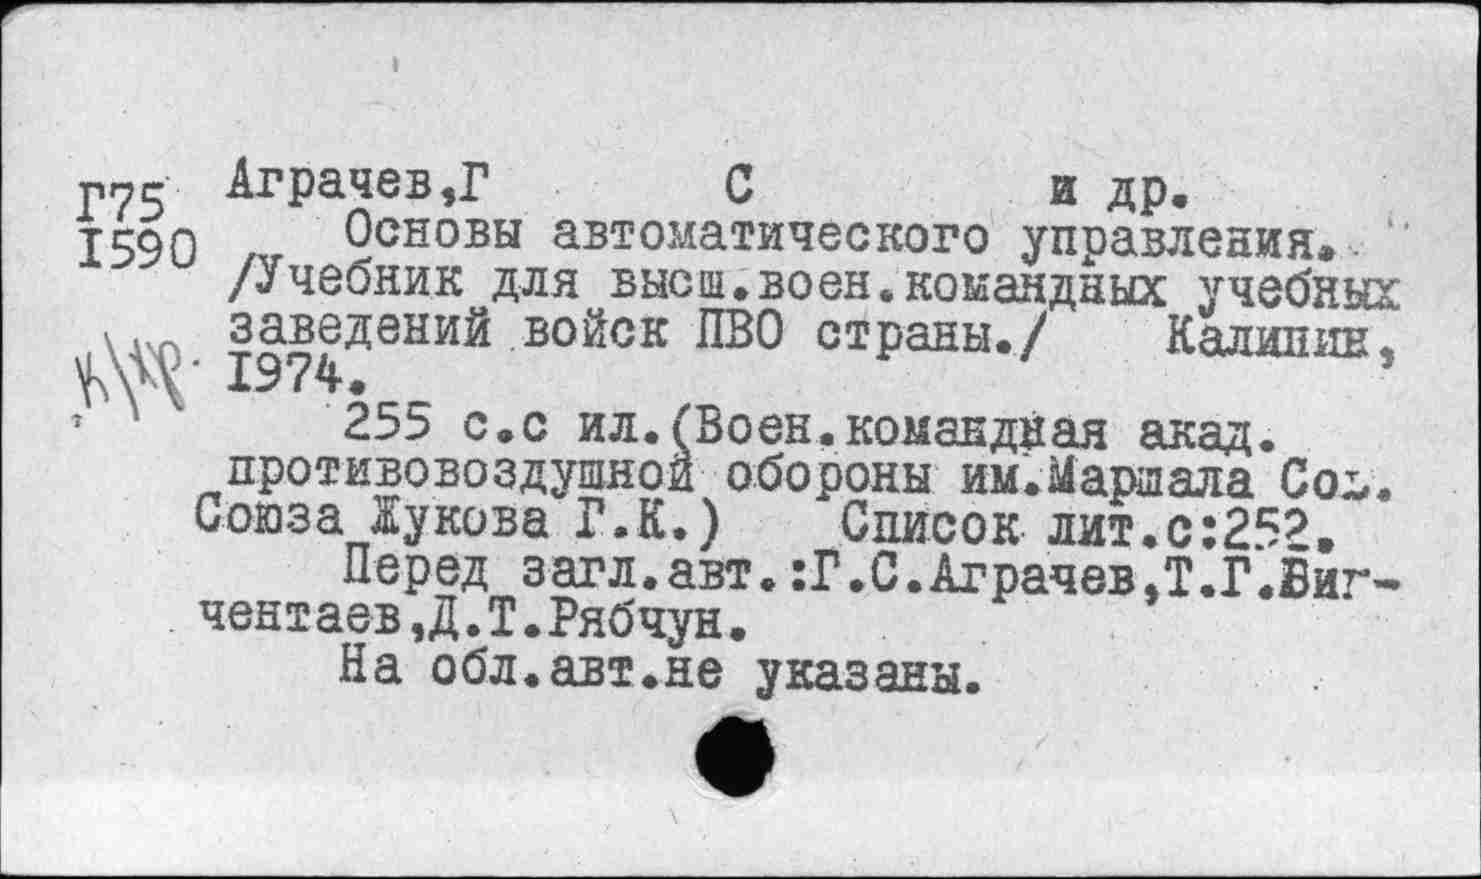 Г75 Аграчев,Г С и др.
1590 Основы автоматического управления.
/Учебник для высш.воен.командных учебных
заведений войск ПВО страны./ Калинин,
1974.
255 с.с ил.(Воен.командная акад.
противовоздушной обороны им.Маршала Сов.
Союза Жукова Г.К.) Список лит.с:252.
Перед загл.авт.:Г.С.Аграчев,Т.Г.Виг-
чентаев,Д.Т.Рябчун.
На обл.авт.не указаны.